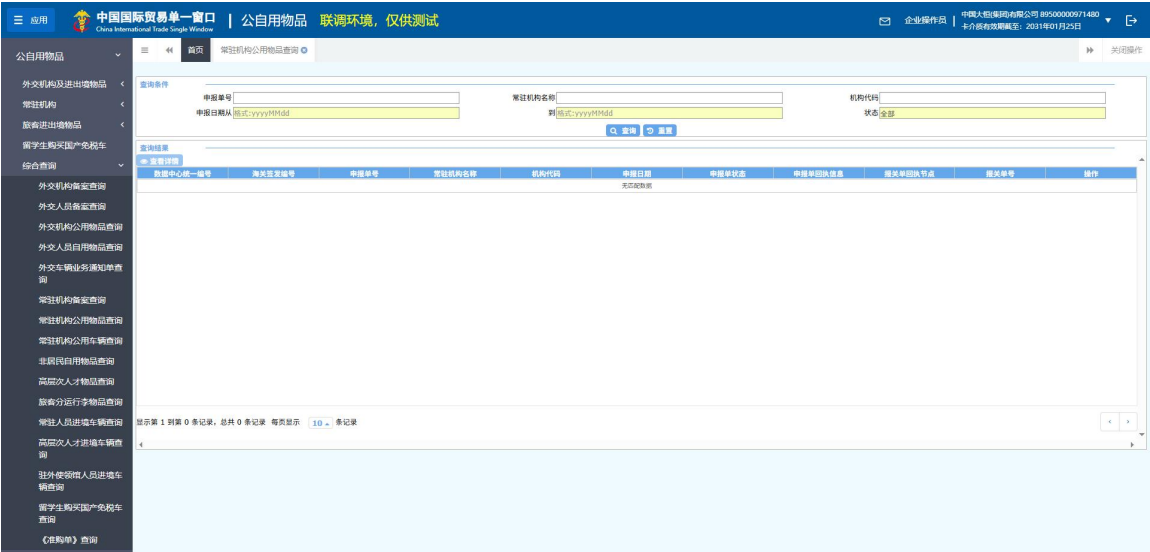 应用
中国国际贸易单一窗口 | 公自用物品 联调环境，仅供测试
China International Trade Single Window
企业操作员 |
中国大恒(集团)有限公司 89500000971480
卡介质有效期截至：2031年01月25日
公自用物品
首页 常驻机构公用物品查询
关闭操作
外交机构及进出境物品
常驻机构
旅客进出境物品
留学生购买国产免税车
综合查询
外交机构备案查询
外交人员备案查询
外交机构公用物品查询
外交人员自用物品查询
外交车辆业务通知单查
询
常驻机构备案查询
常驻机构公用物品查询
常驻机构公用车辆查询
非居民自用物品查询
高层次人才物品查询
旅客分运行李物品查询
常驻人员进境车辆查询
高层次人才进境车辆查
询
驻外使领馆人员进境车
辆查询
留学生购买国产免税车
查询
《准购单》查询
查询条件
申报单号 常驻机构名称 机构代码
申报日期从 格式:yyyyMMdd 到 格式:yyyyMMdd 状态 全部
查询 重置
查询结果
查看详情
数据中心统一编号 海关签发编号 申报单号 常驻机构名称 机构代码 申报日期 申报单状态 申报单回执信息 报关单回执节点 报关单号 操作
无匹配数据
显示第 1 到第 0 条记录，总共 0 条记录 每页显示 10 条记录